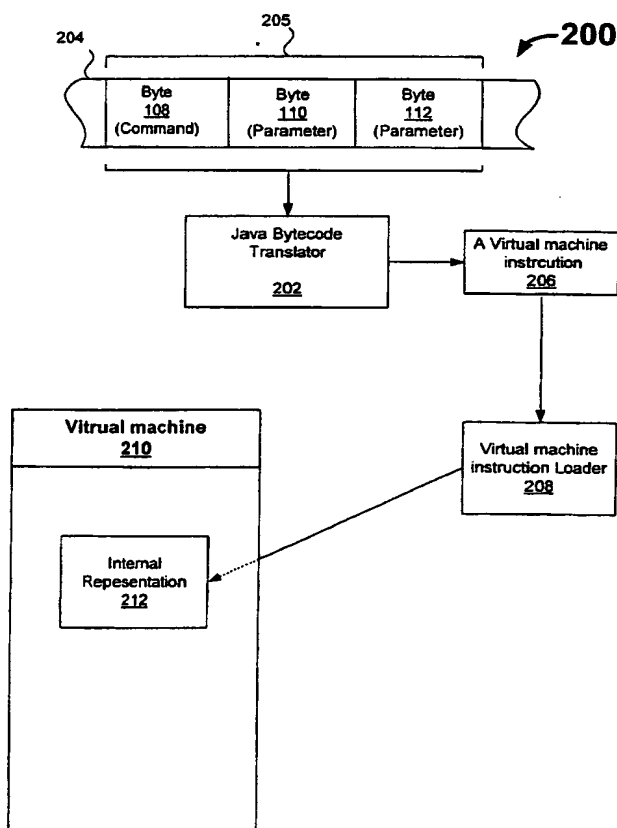 205
204
200
Byte
108
(Command)
Byte
110
(Parameter)
Byte
112
(Parameter)
Java Bytecode
Translator
202
A Virtual machine
instrcution
206
Vitrual machine
210
Virtual machine
instruction Loader
208
Internal
Repesentation
212